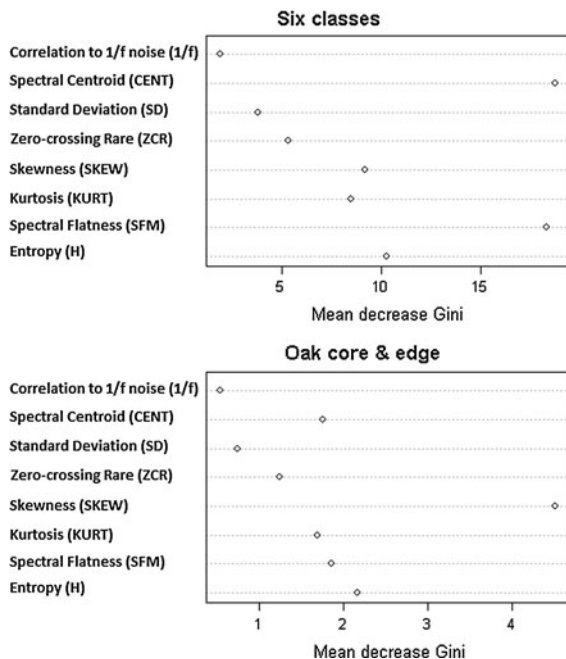 Six classes
Correlation to 1/f noise (1/f)
Spectral Centroid (CENT)
Standard Deviation (SD)
Zero-crossing Rare (ZCR)
Skewness (SKEW)
Kurtosis (KURT)
Spectral Flatness (SFM)
Entropy (H)
5 10 15
Mean decrease Gini
Oak core & edge
Correlation to 1/f noise (1/f)
Spectral Centroid (CENT)
Standard Deviation (SD)
Zero-crossing Rare (ZCR)
Skewness (SKEW)
Kurtosis (KURT)
Spectral Flatness (SFM)
Entropy (H)
1 2 3 4
Mean decrease Gini